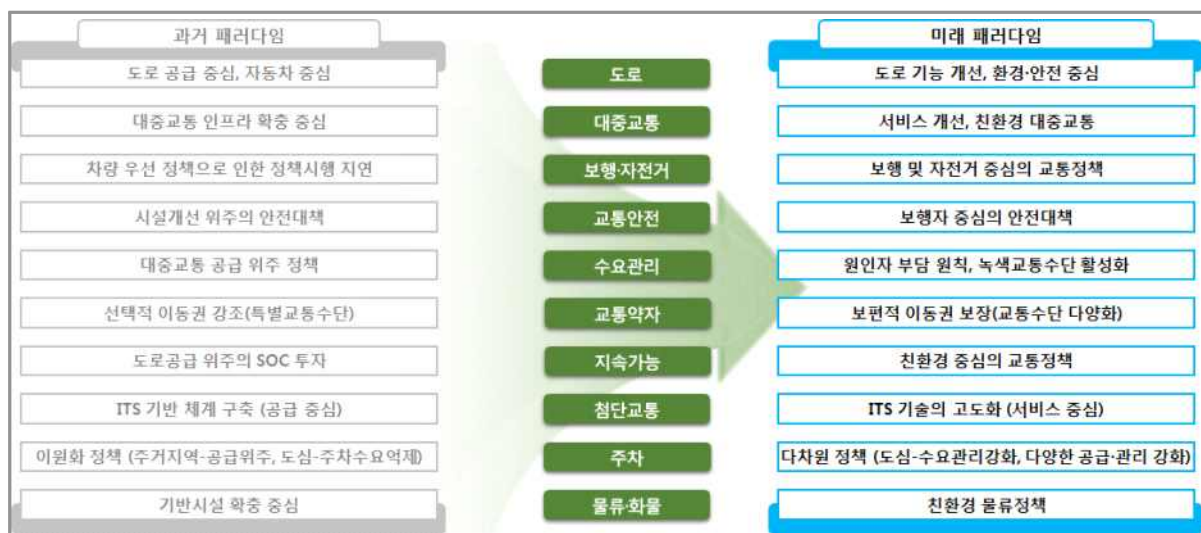 과거 패러다임
미래 패러다임
도로 공급 중심, 자동차 중심
도로
도로 기능 개선, 환경·안전 중심
대중교통 인프라 확충 중심
대중교통
서비스 개선, 친환경 대중교통
차량 우선 정책으로 인한 정책시행 지연
보행·자전거
보행 및 자전거 중심의 교통정책
시설개선 위주의 안전대책
교통안전
보행자 중심의 안전대책
대중교통 공급 위주 정책
수요관리
원인자 부담 원칙, 녹색교통수단 활성화
선택적 이동권 강조(특별교통수단)
교통약자
보편적 이동권 보장(교통수단 다양화)
도로공급 위주의 SOC 투자
지속가능
친환경 중심의 교통정책
ITS 기반 체계 구축 (공급 중심)
첨단교통
ITS 기술의 고도화 (서비스 중심)
이원화 정책 (주거지역-공급위주, 도심-주차수요억제)
주차
다차원 정책 (도심-수요관리강화, 다양한 공급·관리 강화)
기반시설 확충 중심
물류·화물
친환경 물류정책